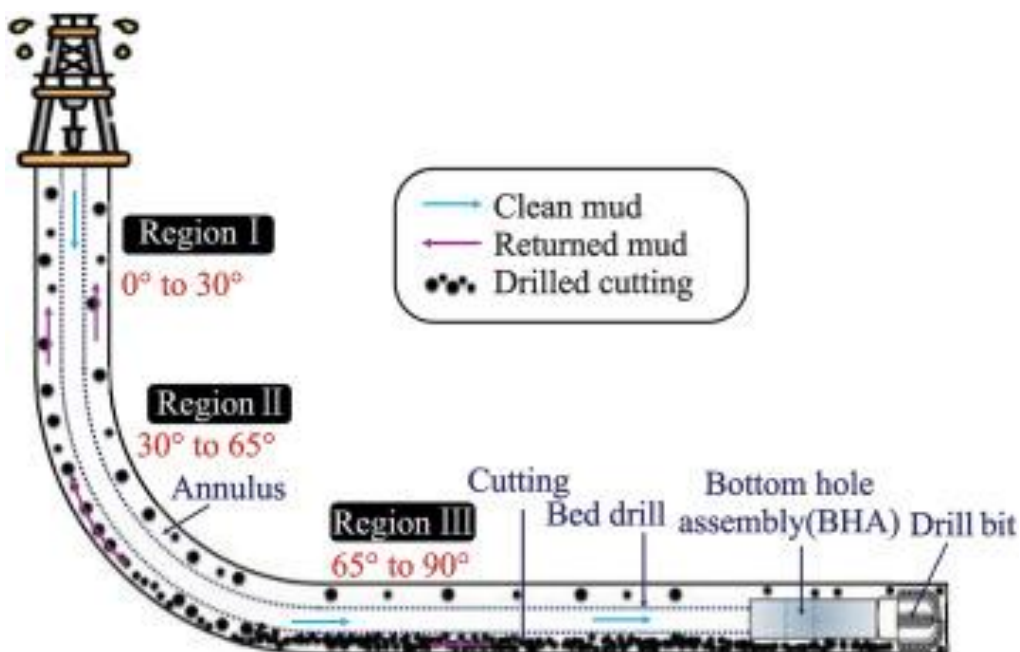 Clean mud
Returned mud
Drilled cutting
Region I
0° to 30°
Region II
30° to 65°
Annulus
Region III
65° to 90°
Cutting
Bed drill
Bottom hole
assembly(BHA)
Drill bit